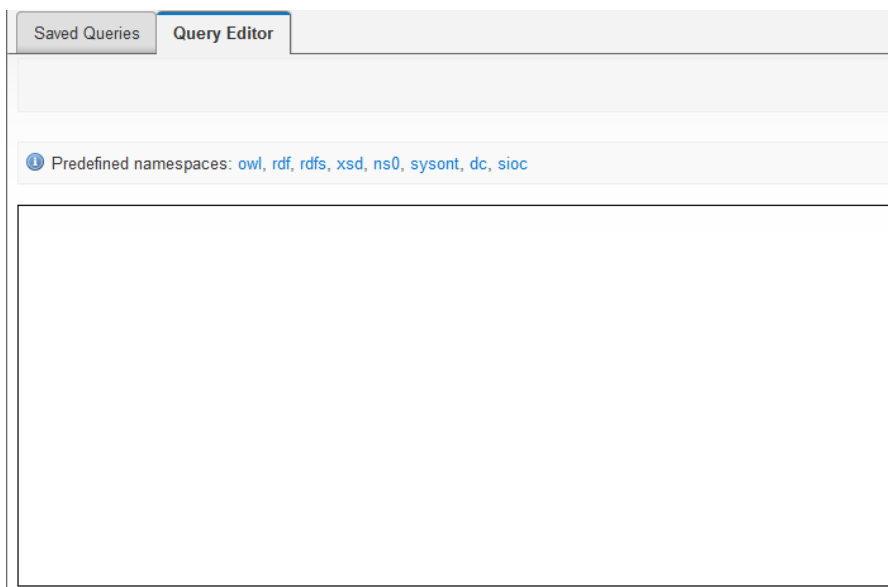 Saved Queries
Query Editor
Predefined namespaces: owl, rdf, rdfs, xsd, ns0, sysont, dc, sioc